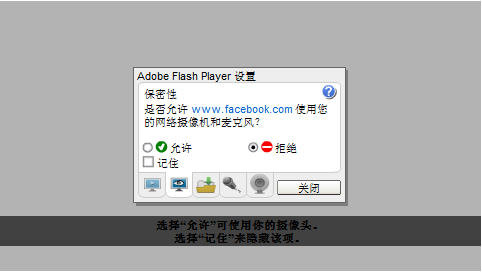 Adobe Flash Player 设置
保密性
是否允许 www.facebook.com 使用您
的网络摄像机和麦克风?
允许 拒绝
记住
关闭
选择“允许”可使用你的摄像头。
选择“记住”来隐藏该项。